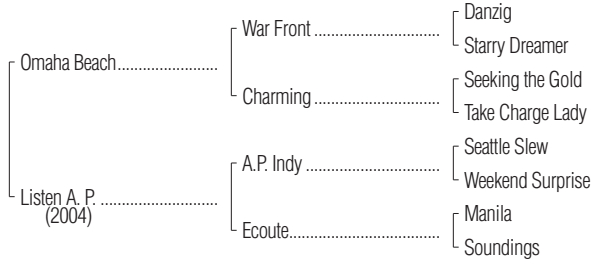 Danzig
War Front
Starry Dreamer
Omaha Beach
Seeking the Gold
Charming
Take Charge Lady
Seattle Slew
A.P. Indy
Weekend Surprise
Listen A. P.
(2004)
Manila
Ecoute
Soundings